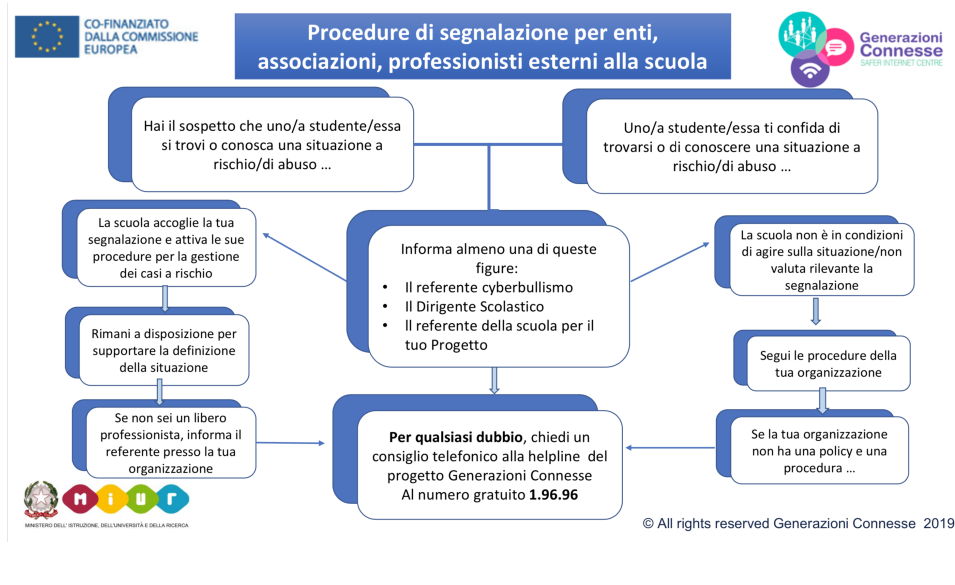 CO-FINANZIATO
DALLA COMMISSIONE
EUROPEA
Procedure di segnalazione per enti,
associazioni, professionisti esterni alla scuola
Generazioni
Connesse
SAFER INTERNET CENTRE
Hai il sospetto che uno/a studente/essa
si trovi o conosca una situazione a
rischio/di abuso ...
Uno/a studente/essa ti confida di
trovarsi o di conoscere una situazione a
rischio/di abuso ...
La scuola accoglie la tua
segnalazione e attiva le sue
procedure per la gestione
dei casi a rischio
Informa almeno una di queste
figure:
• Il referente cyberbullismo
• Il Dirigente Scolastico
• Il referente della scuola per il
tuo Progetto
La scuola non è in condizioni
di agire sulla situazione/non
valuta rilevante la
segnalazione
Rimani a disposizione per
supportare la definizione
della situazione
Segui le procedure della
tua organizzazione
Se non sei un libero
professionista, informa il
referente presso la tua
organizzazione
Per qualsiasi dubbio, chiedi un
consiglio telefonico alla helpline del
progetto Generazioni Connesse
Al numero gratuito 1.96.96
Se la tua organizzazione
non ha una policy e una
procedura ...
miur
MINISTERO DELL' ISTRUZIONE, DELL'UNIVERSITÀ E DELLA RICERCA
© All rights reserved Generazioni Connesse 2019